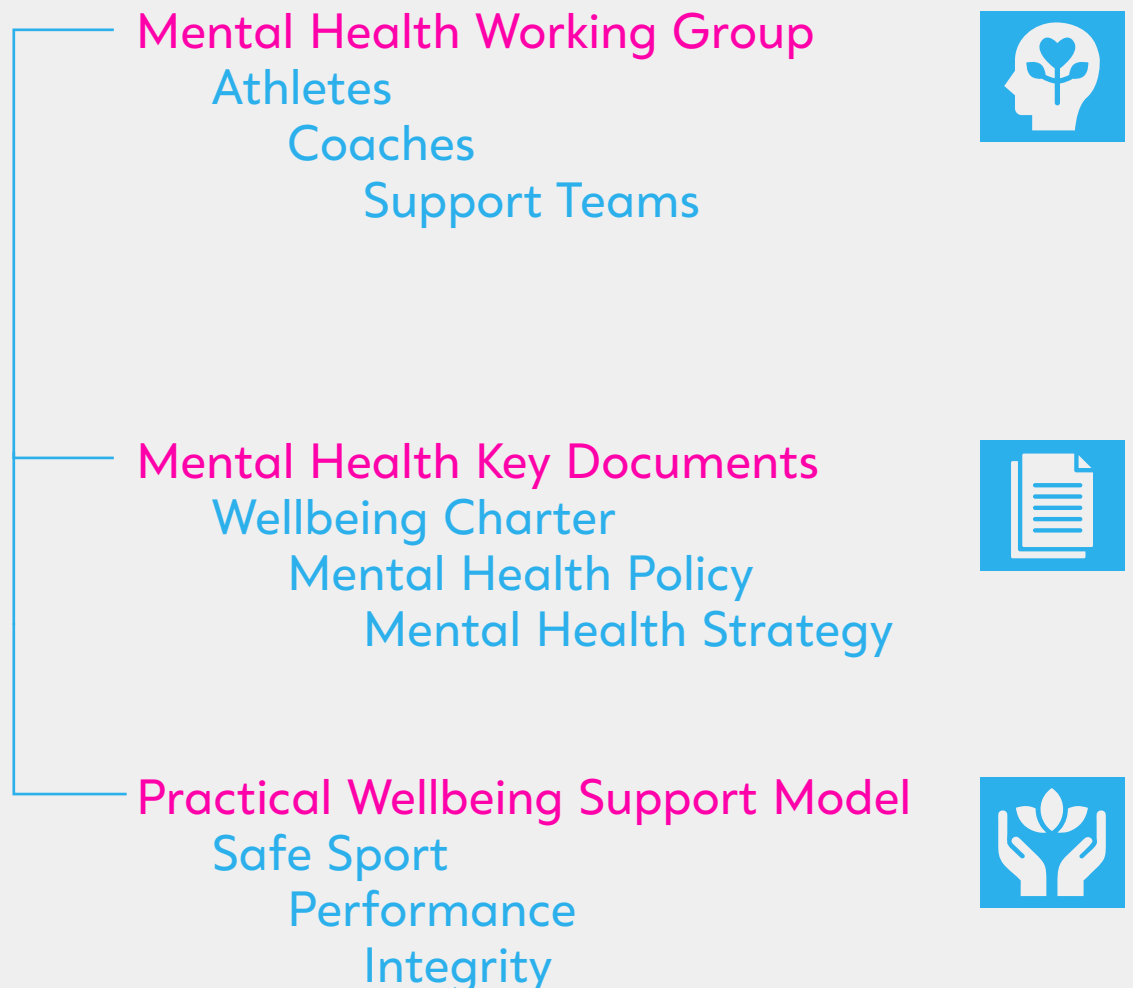 Mental Health Working Group
Athletes
Coaches
Support Teams
Mental Health Key Documents
Wellbeing Charter
Mental Health Policy
Mental Health Strategy
Practical Wellbeing Support Model
Safe Sport
Performance
Integrity